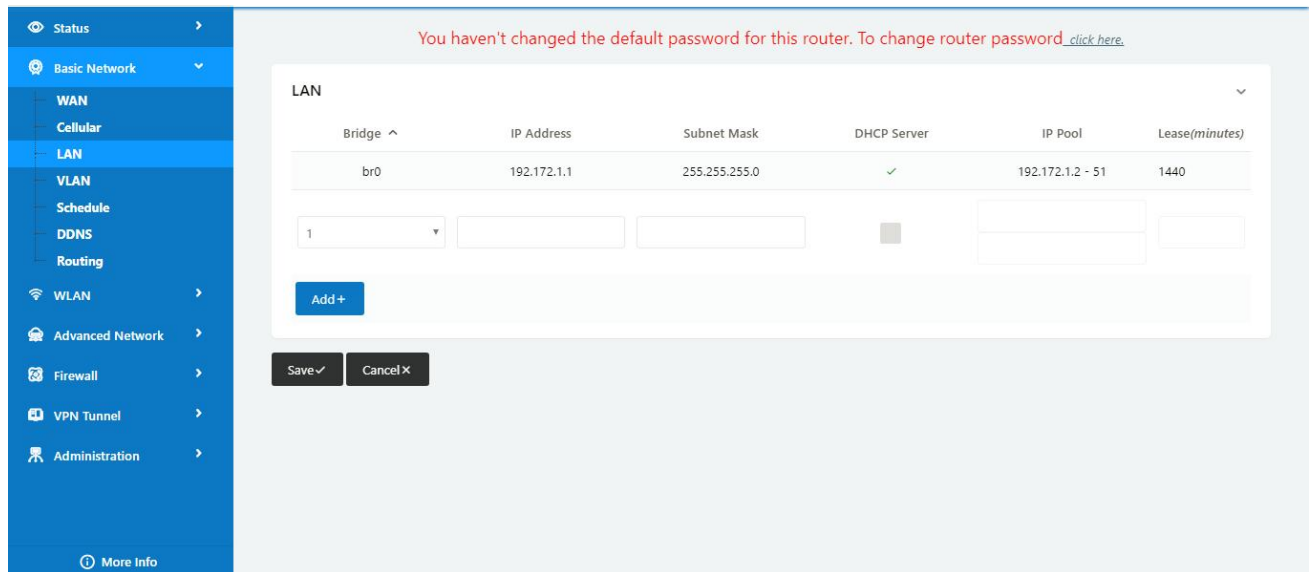 Status
You haven't changed the default password for this router. To change router password click here.
Basic Network
WAN
Cellular
LAN
VLAN
Schedule
DDNS
Routing
WLAN
Advanced Network
Firewall
VPN Tunnel
Administration
More Info
LAN
Bridge IP Address Subnet Mask DHCP Server IP Pool Lease(minutes)
br0 192.172.1.1 255.255.255.0 ✓ 192.172.1.2 - 51 1440
1
Add+
Save✓ Cancel×